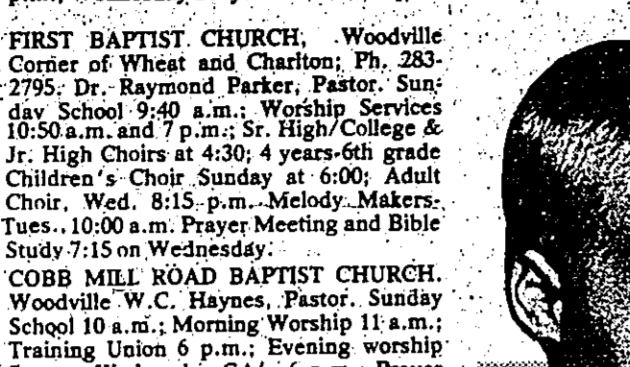 FIRST BAPTIST CHURCH, Woodville
Corner of Wheat and Charlton; Ph. 283-
2795. Dr. Raymond Parker, Pastor. Sun-
day School 9:40 a.m.; Worship Services
10:50 a.m. and 7 p.m.; Sr. High/College &
Jr. High Choirs at 4:30; 4 years-6th grade
Children's Choir Sunday at 6:00; Adult
Choir, Wed. 8:15 p.m. Melody Makers,
Tues., 10:00 a.m. Prayer Meeting and Bible
Study 7:15 on Wednesday.
COBB MILL ROAD BAPTIST CHURCH.
Woodville W.C. Haynes, Pastor. Sunday
School 10 a.m.; Morning Worship 11 a.m.;
Training Union 6 p.m.; Evening worship